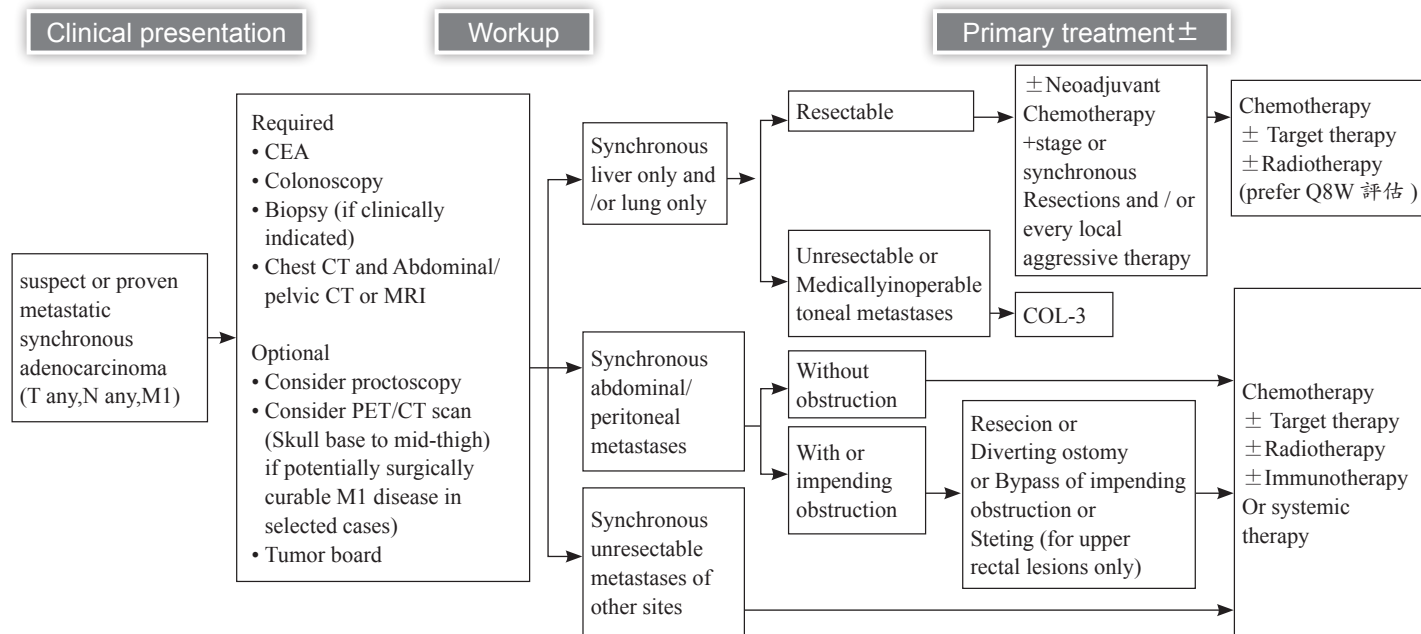 Clinical presentation
Workup
Primary treatment±
suspect or proven
metastatic
synchronous
adenocarcinoma
(T any,N any,M1)
Required
• CEA
• Colonoscopy
• Biopsy (if clinically
indicated)
• Chest CT and Abdominal/
pelvic CT or MRI
Optional
• Consider proctoscopy
• Consider PET/CT scan
(Skull base to mid-thigh)
if potentially surgically
curable M1 disease in
selected cases)
• Tumor board
Synchronous
liver only and
/or lung only
Resectable
±Neoadjuvant
Chemotherapy
+stage or
synchronous
Resections and / or
every local
aggressive therapy
Chemotherapy
± Target therapy
±Radiotherapy
(prefer Q8W 評估 )
Unresectable or
Medicallyinoperable
toneal metastases
COL-3
Synchronous
abdominal/
peritoneal
metastases
Without
obstruction
With or
impending
obstruction
Resecion or
Diverting ostomy
or Bypass of impending
obstruction or
Steting (for upper
rectal lesions only)
Synchronous
unresectable
metastases of
other sites
Chemotherapy
± Target therapy
±Radiotherapy
±Immunotherapy
Or systemic
therapy